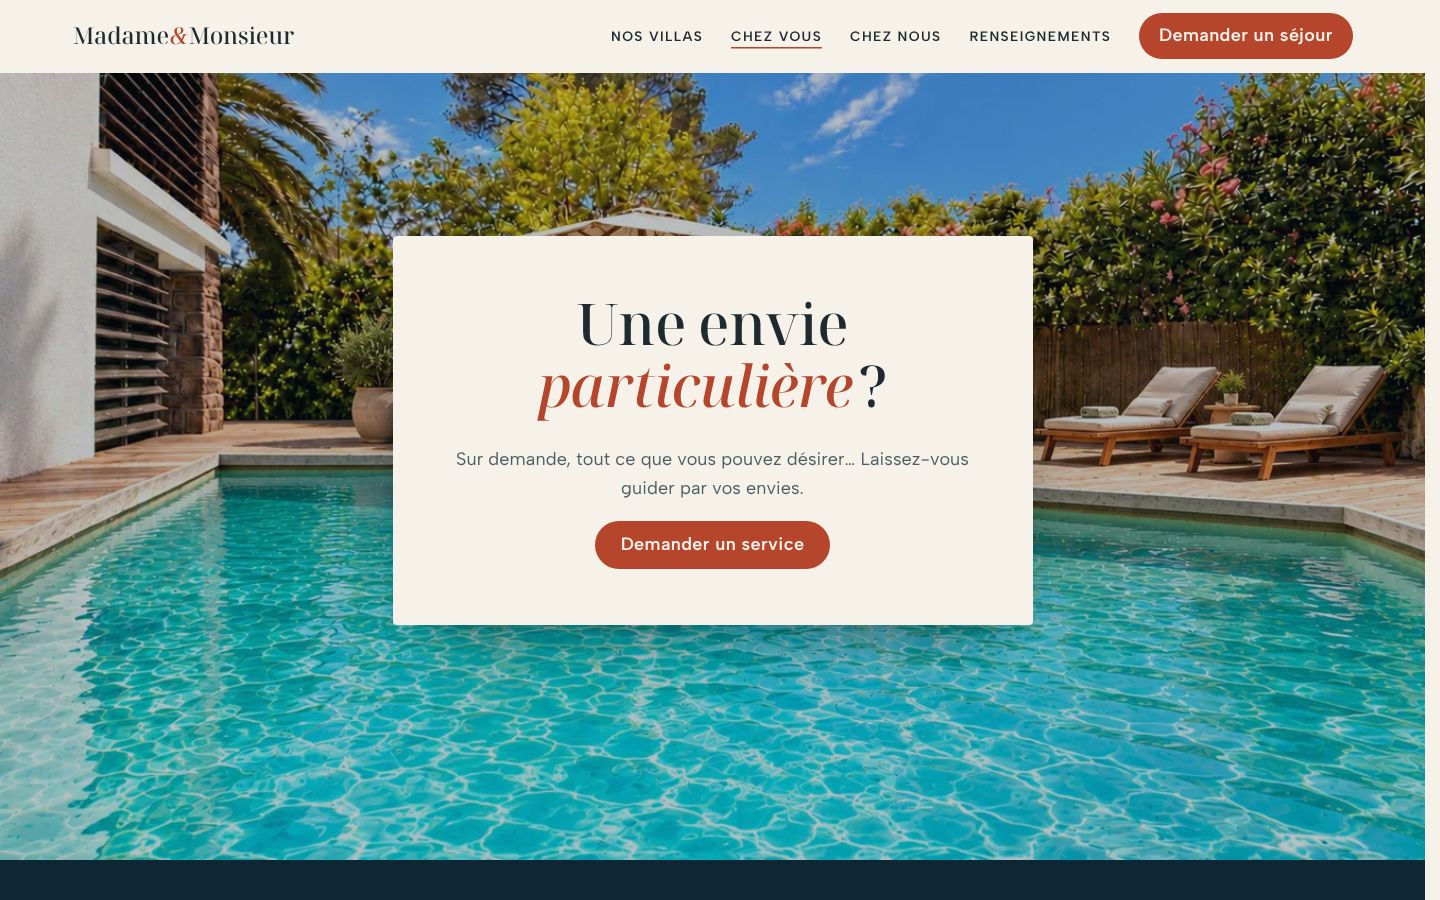 Madame&Monsieur
NOS VILLAS
CHEZ VOUS
CHEZ NOUS
RENSEIGNEMENTS
Demander un séjour
Une envie
particulière ?
Sur demande, tout ce que vous pouvez désirer… Laissez-vous
guider par vos envies.
Demander un service